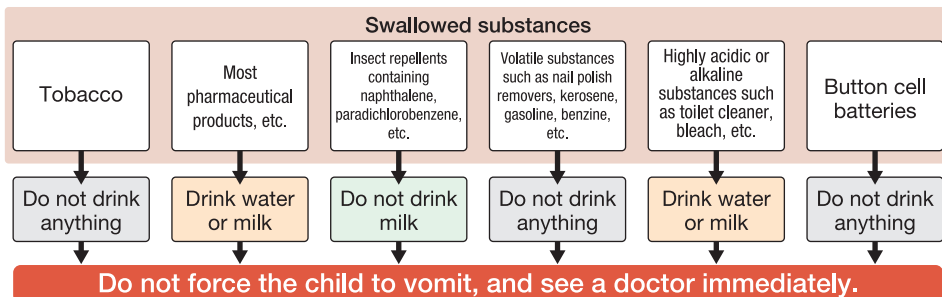 Swallowed substances
Tobacco
Most
pharmaceutical
products, etc.
Insect repellents
containing
naphthalene,
paradichlorobenzene,
etc.
Volatile substances
such as nail polish
removers, kerosene,
gasoline, benzine,
etc.
Highly acidic or
alkaline
substances such
as toilet cleaner,
bleach, etc.
Button cell
batteries
Do not drink
anything
Drink water
or milk
Do not drink
milk
Do not drink
anything
Drink water
or milk
Do not drink
anything
Do not force the child to vomit, and see a doctor immediately.